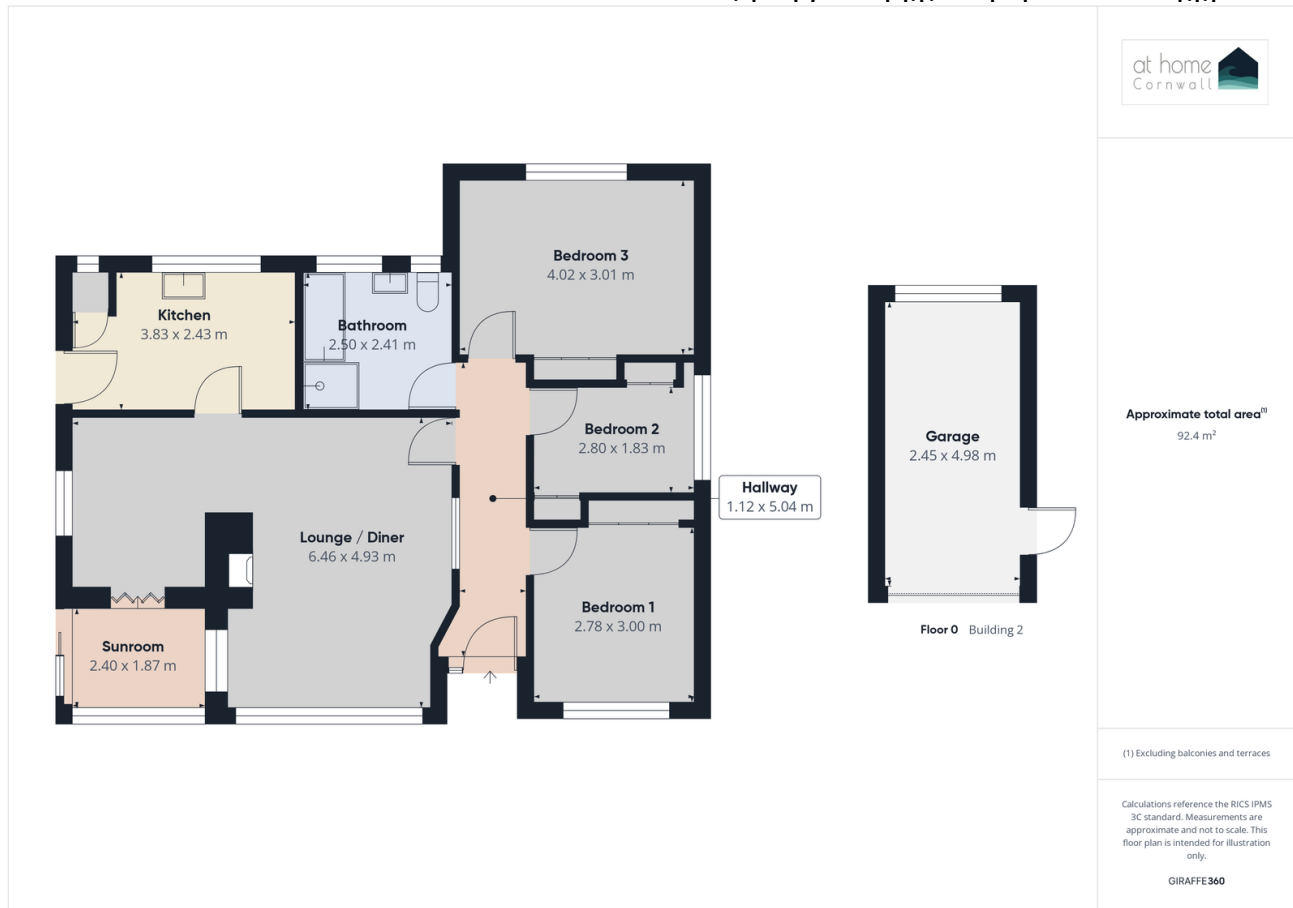 at home
Cornwall
Bedroom 3
4.02 x 3.01 m
Kitchen
3.83 x 2.43 m
Bathroom
2.50 x 2.41 m
Bedroom 2
2.80 x 1.83 m
Hallway
1.12 x 5.04 m
Lounge / Diner
6.46 x 4.93 m
Bedroom 1
2.78 x 3.00 m
Sunroom
2.40 x 1.87 m
Garage
2.45 x 4.98 m
Floor 0 Building 2
Approximate total area(1)
92.4 m²
(1) Excluding balconies and terraces
Calculations reference the RICS IPMS
3C standard. Measurements are
approximate and not to scale. This
floor plan is intended for illustration
only.
GIRAFFE360